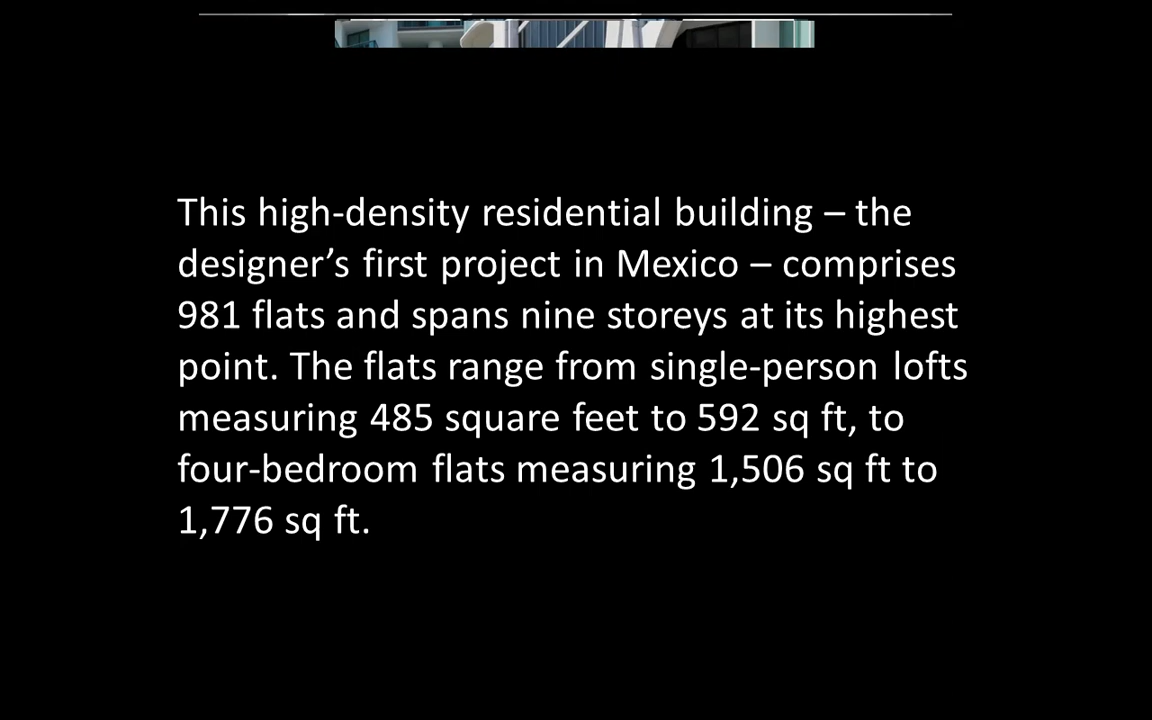 This high-density residential building – the
designer’s first project in Mexico – comprises
981 flats and spans nine storeys at its highest
point. The flats range from single-person lofts
measuring 485 square feet to 592 sq ft, to
four-bedroom flats measuring 1,506 sq ft to
1,776 sq ft.